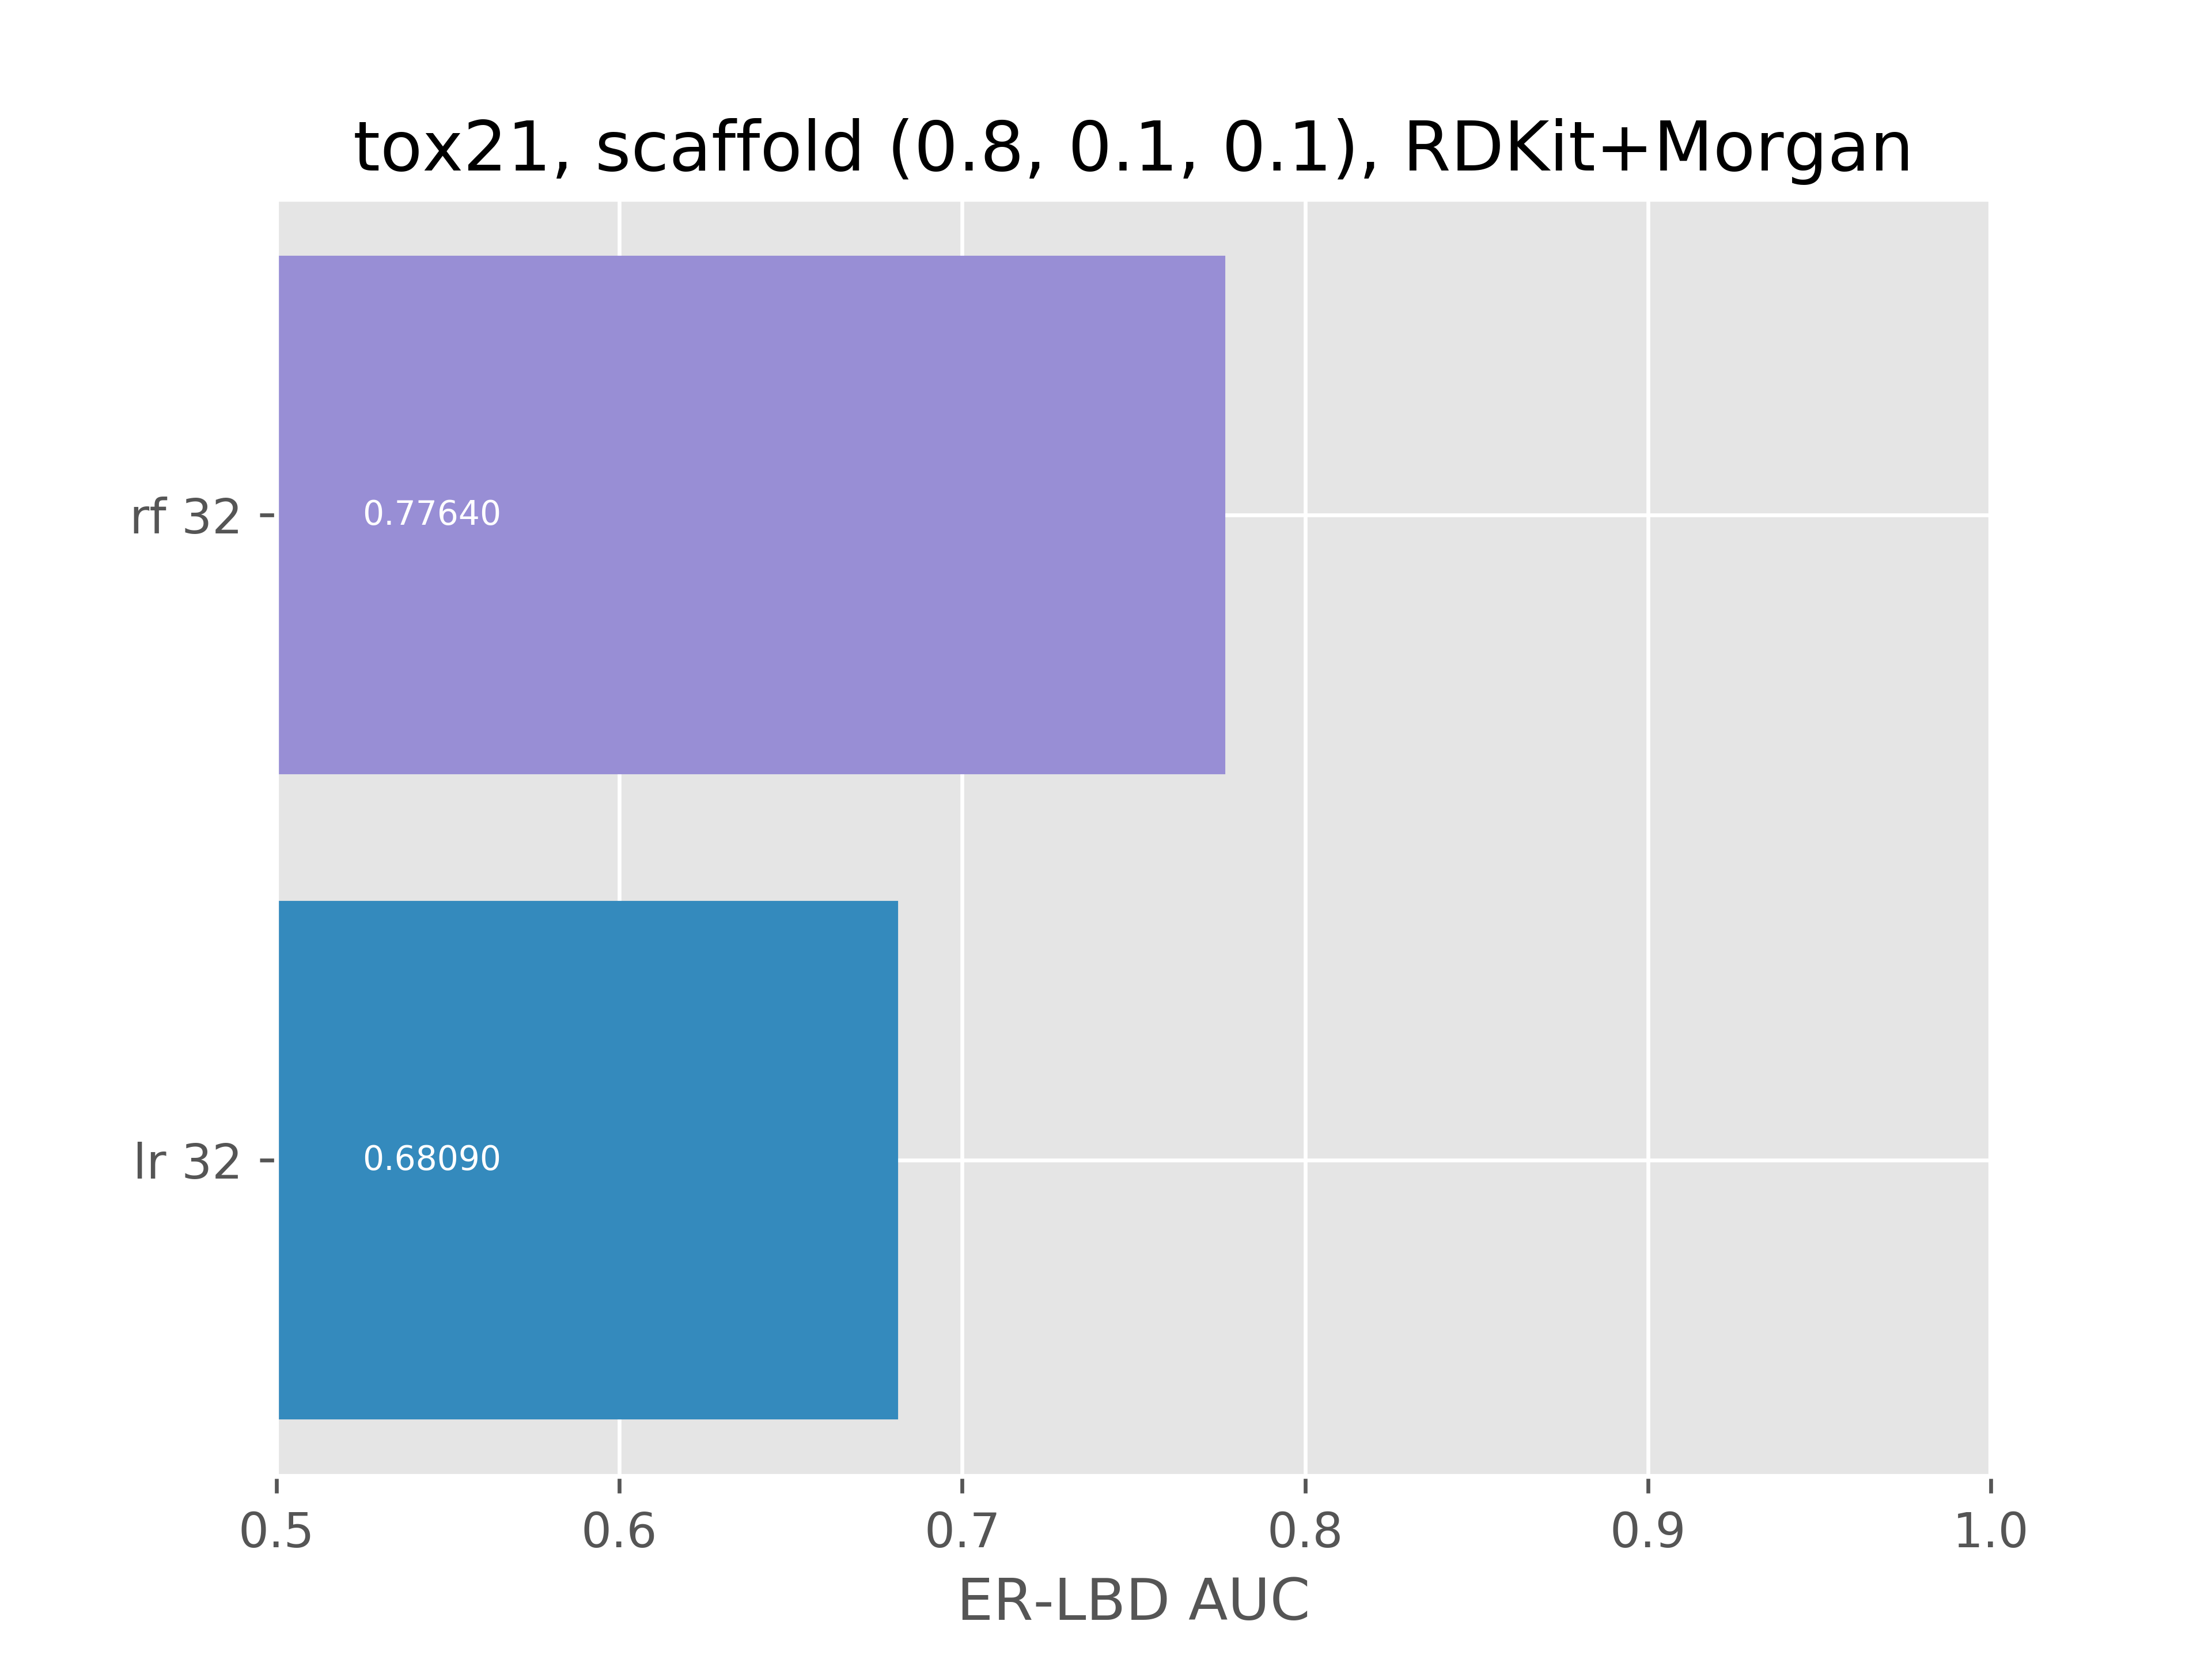 tox21, scaffold (0.8, 0.1, 0.1), RDKit+Morgan
rf 32
0.77640
lr 32
0.68090
0.5 0.6 0.7 0.8 0.9 1.0
ER-LBD AUC